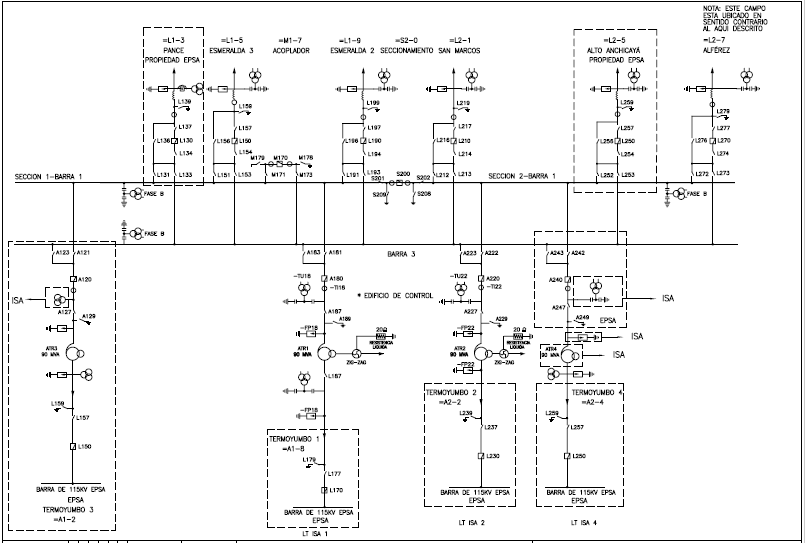 NOTA: ESTE CAMPO
ESTA UBICADO EN
SENTIDO CONTRARIO
AL AQUI DESCRITO
=L1-3
PANCE
PROPIEDAD EPSA
=L1-5
ESMERALDA 3
=M1-7
ACOPLADOR
=L1-9
ESMERALDA 2
=S2-0
SECCIONAMIENTO
=L2-1
SAN MARCOS
=L2-5
ALTO ANCHICAYÁ
PROPIEDAD EPSA
=L2-7
ALFÉREZ
L139
L137
L136
L130
L134
L131
L133
L159
L157
L156
L150
L154
L151
L153
M179
M170
M178
M171
M173
L199
L197
L196
L190
L194
L191
L193
S201
S200
S202
S209
S208
L219
L217
L216
L210
L214
L212
L213
L259
L257
L256
L250
L254
L252
L253
L279
L277
L276
L270
L274
L272
L273
SECCION 1-BARRA 1
SECCION 2-BARRA 1
FASE B
FASE B
FASE B
BARRA 3
* EDIFICIO DE CONTROL
A123
A121
A120
ISA
A127
A129
ATR3
90 MVA
L159
L157
L150
BARRA DE 115KV EPSA
EPSA
TERMOYUMBO 3
=A1-2
A183
A181
-TU18
A180
-TI18
A187
A189
-FP18
20Ω
RESISTENCIA
LIQUIDA
ATR1
90 MVA
ZIG-ZAG
L187
-FP18
TERMOYUMBO 1
=A1-8
L179
L177
L170
BARRA DE 115KV EPSA
EPSA
LT ISA 1
A223
A222
-TU22
A220
-TI22
A227
A229
-FP22
20 Ω
RESISTENCIA
LIQUIDA
ATR2
90 MVA
ZIG-ZAG
-FP22
TERMOYUMBO 2
=A2-2
L239
L237
L230
BARRA DE 115KV EPSA
EPSA
LT ISA 2
A243
A242
A240
A247
ISA
EPSA
A249
ISA
ATR4
90 MVA
ISA
TERMOYUMBO 4
=A2-4
L259
L257
L250
BARRA DE 115KV EPSA
EPSA
LT ISA 4